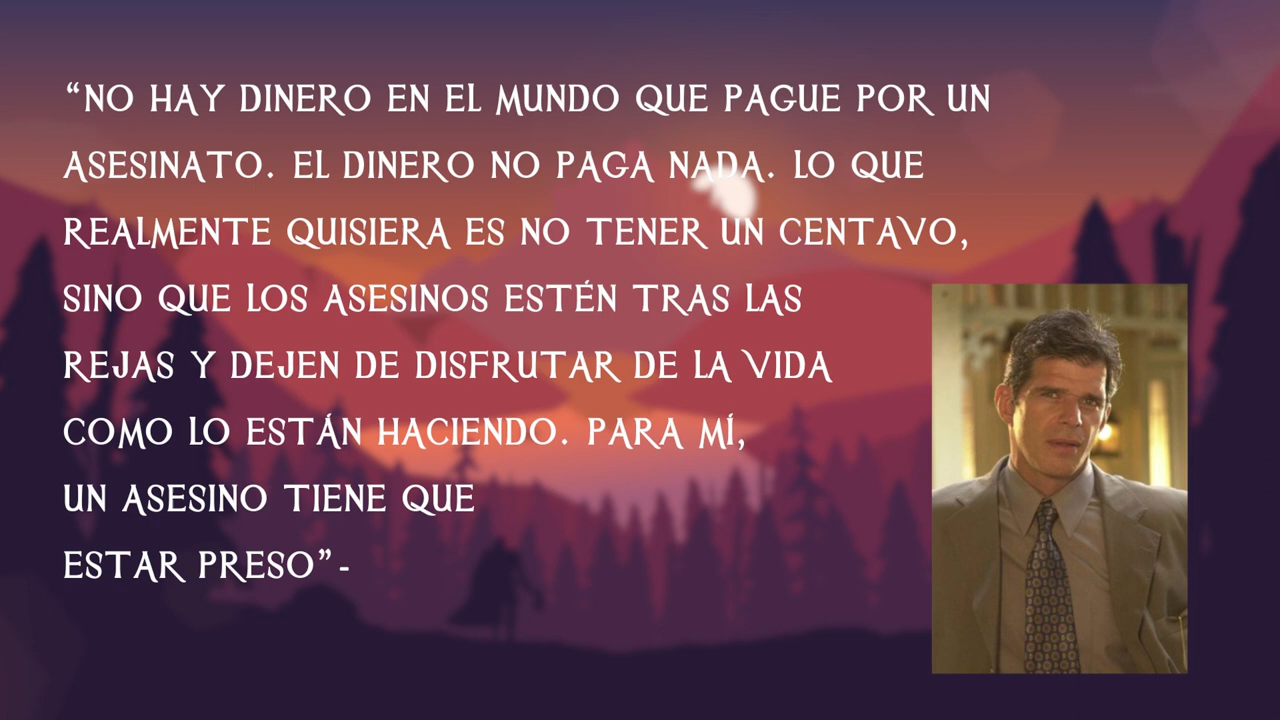 “NO HAY DINERO EN EL MUNDO QUE PAGUE POR UN
ASESINATO. EL DINERO NO PAGA NADA. LO QUE
REALMENTE QUISIERA ES NO TENER UN CENTAVO,
SINO QUE LOS ASESINOS ESTÉN TRAS LAS
REJAS Y DEJEN DE DISFRUTAR DE LA VIDA
COMO LO ESTÁN HACIENDO. PARA MÍ,
UN ASESINO TIENE QUE
ESTAR PRESO”-